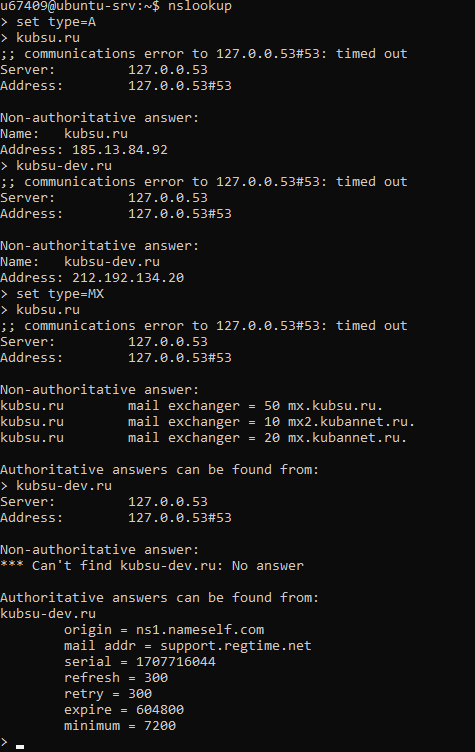 u67409@ubuntu-srv:~$ nslookup
> set type=A
> kubsu.ru
;; communications error to 127.0.0.53#53: timed out
Server:         127.0.0.53
Address:        127.0.0.53#53

Non-authoritative answer:
Name:   kubsu.ru
Address: 185.13.84.92
> kubsu-dev.ru
;; communications error to 127.0.0.53#53: timed out
Server:         127.0.0.53
Address:        127.0.0.53#53

Non-authoritative answer:
Name:   kubsu-dev.ru
Address: 212.192.134.20
> set type=MX
> kubsu.ru
;; communications error to 127.0.0.53#53: timed out
Server:         127.0.0.53
Address:        127.0.0.53#53

Non-authoritative answer:
kubsu.ru        mail exchanger = 50 mx.kubsu.ru.
kubsu.ru        mail exchanger = 10 mx2.kubannet.ru.
kubsu.ru        mail exchanger = 20 mx.kubannet.ru.

Authoritative answers can be found from:
> kubsu-dev.ru
Server:         127.0.0.53
Address:        127.0.0.53#53

Non-authoritative answer:
*** Can't find kubsu-dev.ru: No answer

Authoritative answers can be found from:
kubsu-dev.ru
        origin = ns1.nameself.com
        mail addr = support.regtime.net
        serial = 1707716044
        refresh = 300
        retry = 300
        expire = 604800
        minimum = 7200
>